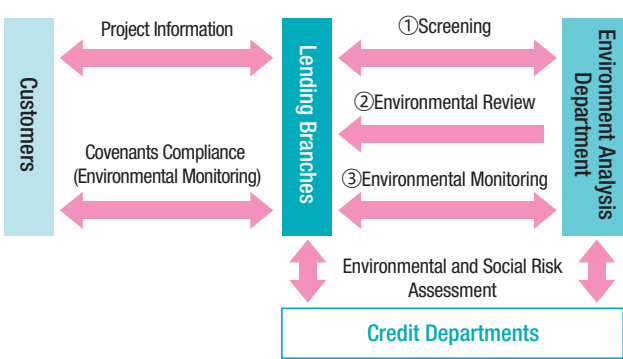 Project Information
①Screening
Customers
Lending Branches
Environment Analysis
Department
②Environmental Review
Covenants Compliance
(Environmental Monitoring)
③Environmental Monitoring
Environmental and Social Risk
Assessment
Credit Departments